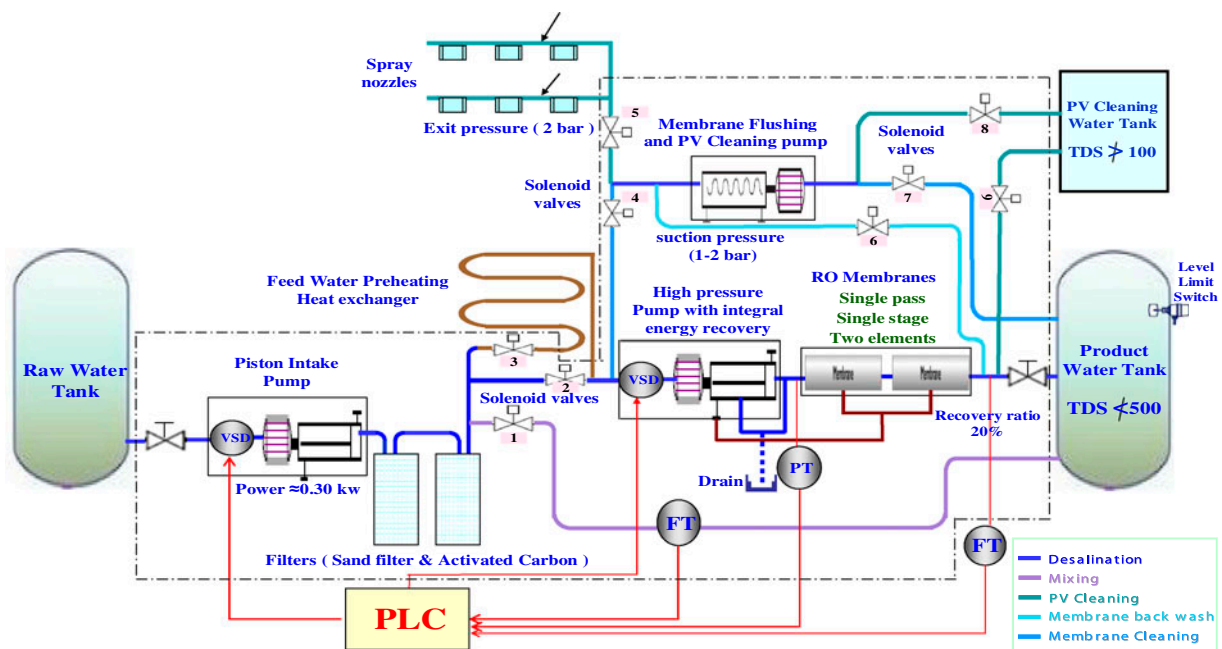 Spray
nozzles
Exit pressure ( 2 bar )
5
Membrane Flushing
and PV Cleaning pump
Solenoid
valves
8
PV Cleaning
Water Tank
TDS ≯ 100
Solenoid
valves
4
7
6
6
suction pressure
(1-2 bar)
Feed Water Preheating
Heat exchanger
High pressure
Pump with integral
energy recovery
RO Membranes
Single pass
Single stage
Two elements
Level
Limit
Switch
Raw Water
Tank
Piston Intake
Pump
3
2
Solenoid valves
1
VSD
VSD
Membrane
Membrane
Product
Water Tank
TDS ≮500
Recovery ratio
20%
Power ≈0.30 kw
Drain
PT
FT
FT
Filters ( Sand filter & Activated Carbon )
PLC
Desalination
Mixing
PV Cleaning
Membrane back wash
Membrane Cleaning